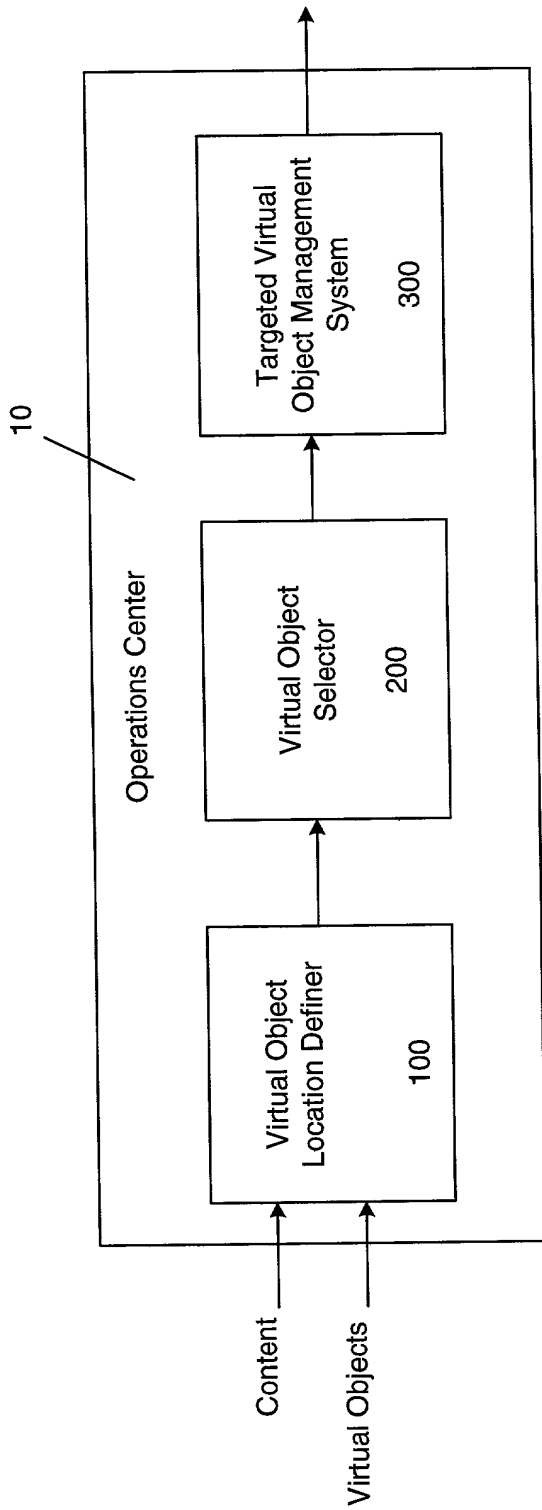 10
Operations Center
Content
Virtual Objects
Virtual Object
Location Definer
100
Virtual Object
Selector
200
Targeted Virtual
Object Management
System
300